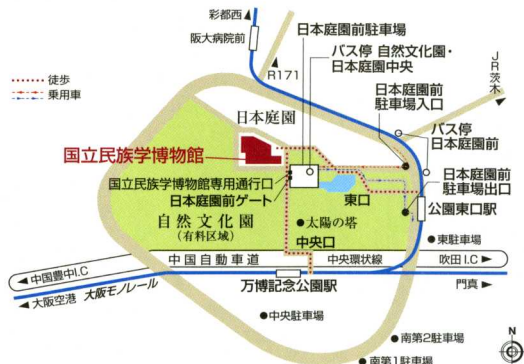 彩都西
阪大病院前
日本庭園前駐車場
バス停 自然文化園・
日本庭園中央
徒歩
乗用車
R171
JR茨木
日本庭園前
駐車場入口
日本庭園
バス停
日本庭園前
国立民族学博物館
国立民族学博物館専用通行口
日本庭園前ゲート
東口
日本庭園前
駐車場出口
自然文化園
(有料区域)
太陽の塔
公園東口駅
中央口
東駐車場
中国自動車道
中央環状線
吹田I.C
中国豊中I.C
大阪空港
大阪モノレール
万博記念公園駅
門真
中央駐車場
南第2駐車場
南第1駐車場
N